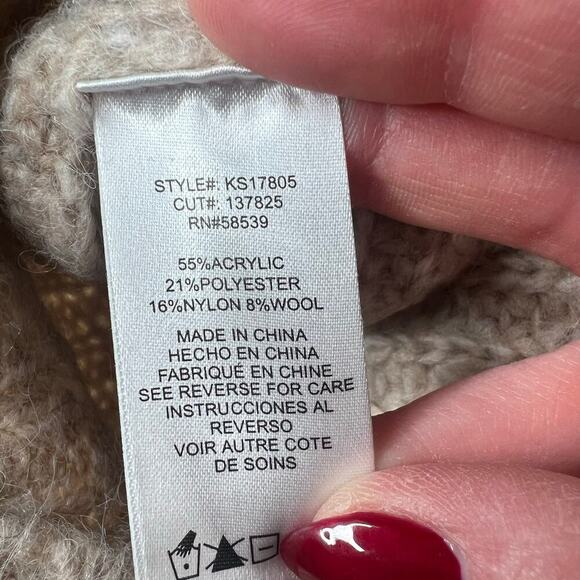 STYLE#: KS17805
CUT#: 137825
RN#58539
55%ACRYLIC
21%POLYESTER
16%NYLON 8%WOOL
MADE IN CHINA
HECHO EN CHINA
FABRIQUÉ EN CHINE
SEE REVERSE FOR CARE
INSTRUCCIONES AL
REVERSO
VOIR AUTRE COTE
DE SOINS